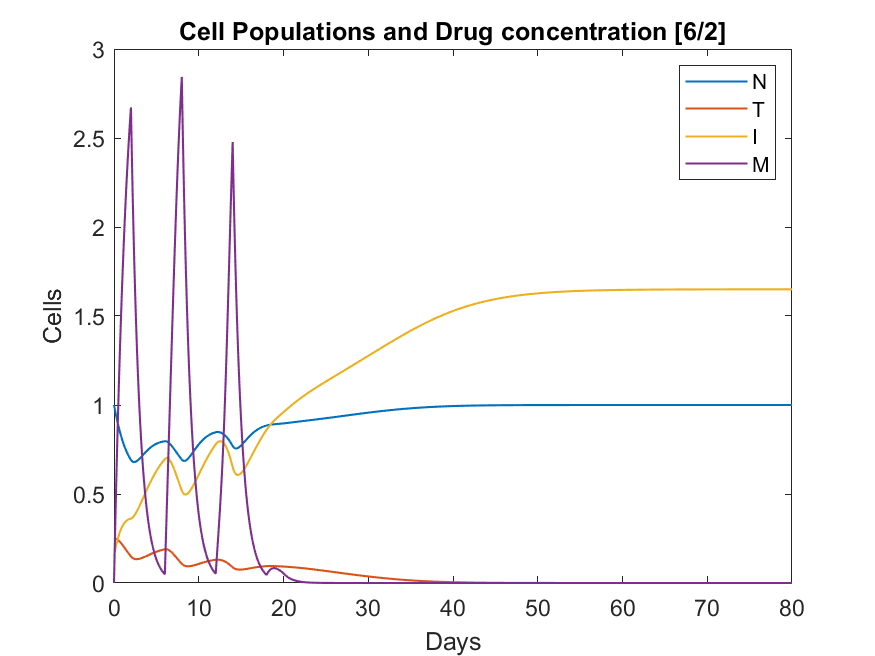 Cell Populations and Drug concentration [6/2]
3
2.5
2
1.5
1
0.5
0
Cells
N
T
I
M
0 10 20 30 40 50 60 70 80
Days